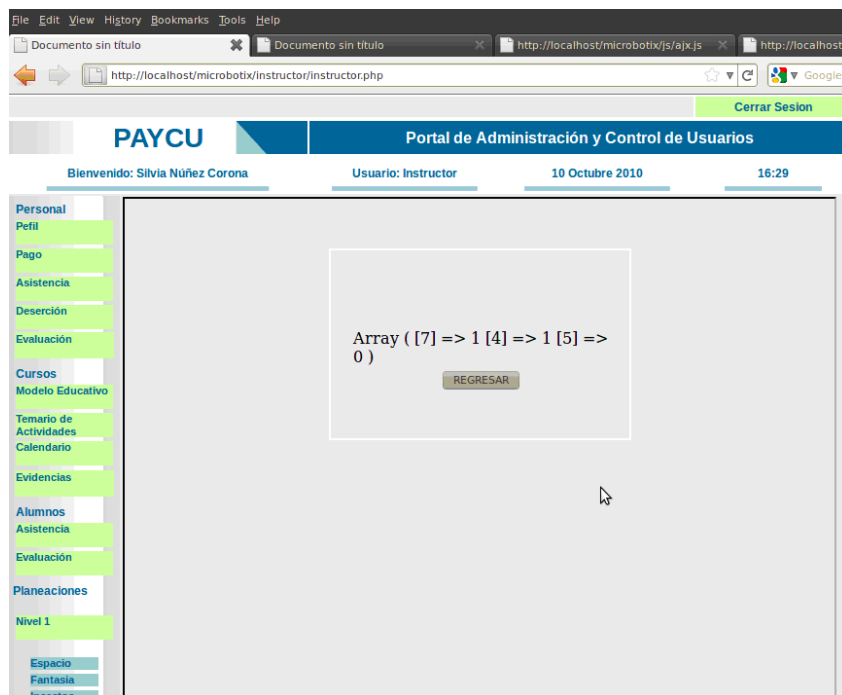 File Edit View History Bookmarks Tools Help
Documento sin título Documento sin título http://localhost/microbotix/js/ajx.js http://localhost
http://localhost/microbotix/instructor/instructor.php Google
Cerrar Sesion
PAYCU Portal de Administración y Control de Usuarios
Bienvenido: Silvia Núñez Corona Usuario: Instructor 10 Octubre 2010 16:29
Personal
Pefil
Pago
Asistencia
Deserción
Evaluación
Cursos
Modelo Educativo
Temario de
Actividades
Calendario
Evidencias
Alumnos
Asistencia
Evaluación
Planeaciones
Nivel 1
Espacio
Fantasia
Array ( [7] => 1 [4] => 1 [5] =>
0 )
REGRESAR